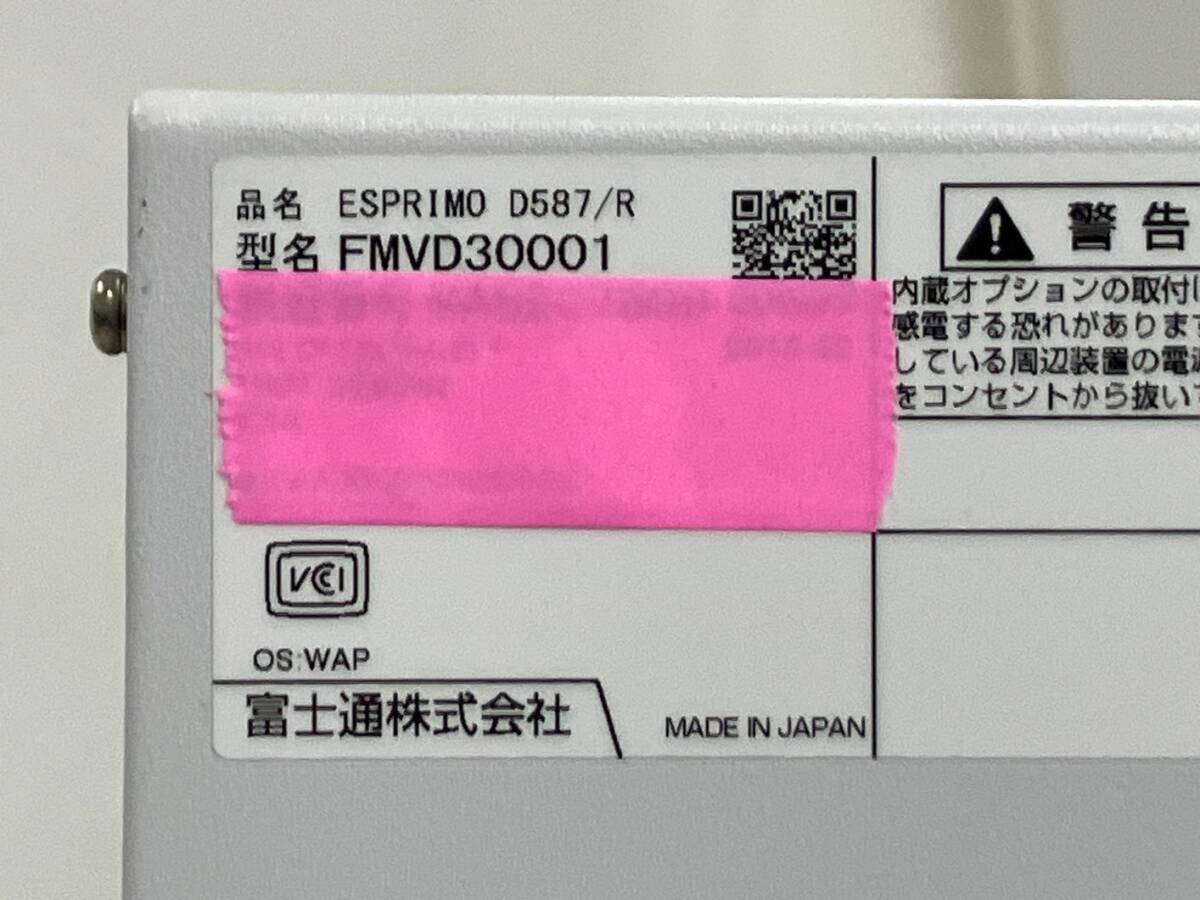 品名 ESPRIMO D587/R
型名 FMVD30001
VCCI
OS:WAP
富士通株式会社
MADE IN JAPAN
警告
内蔵オプションの取付け
感電する恐れがあります
している周辺装置の電源
をコンセントから抜いて